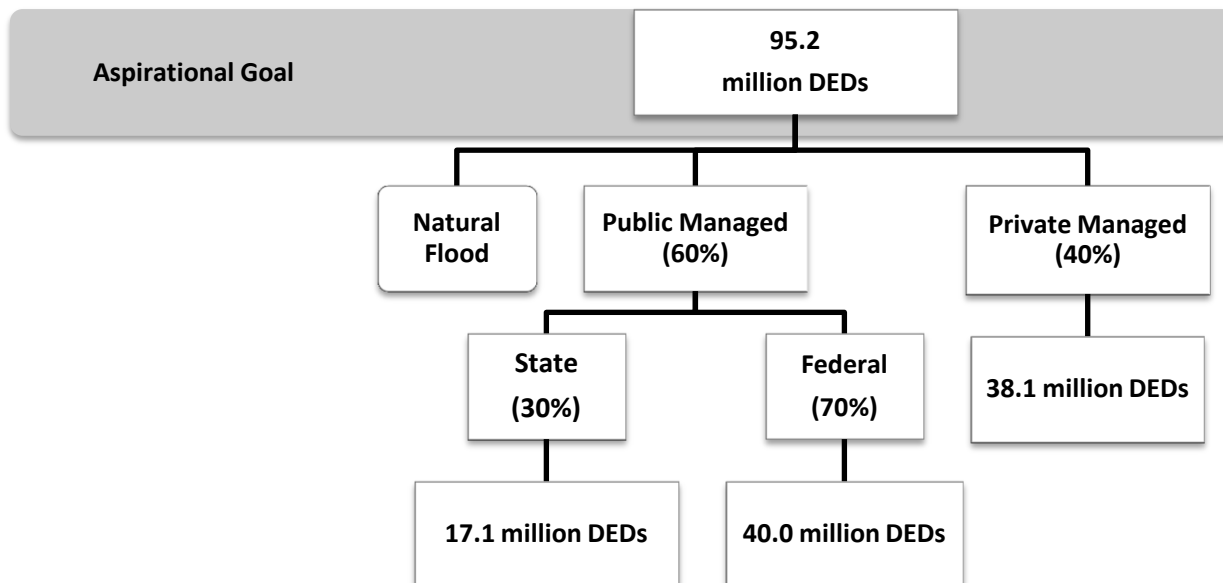 95.2
million DEDs
Aspirational Goal
Natural
Flood
Public Managed
(60%)
Private Managed
(40%)
State
(30%)
Federal
(70%)
38.1 million DEDs
17.1 million DEDs
40.0 million DEDs